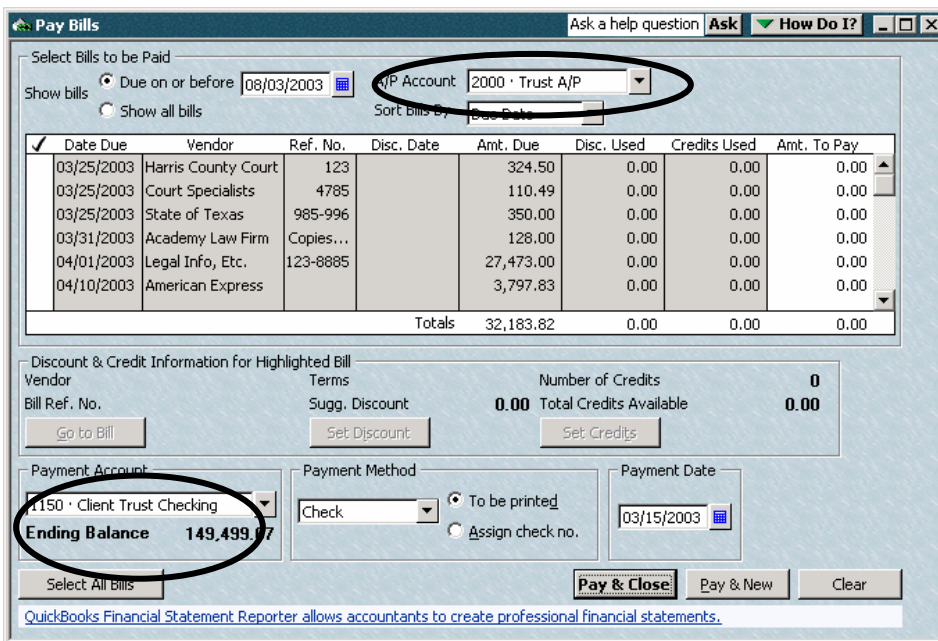 Pay Bills Ask a help question Ask How Do I?
Select Bills to be Paid
Show bills Due on or before 08/03/2003 A/P Account 2000 · Trust A/P
Show all bills Sort Bills By Due Date
Date Due Vendor Ref. No. Disc. Date Amt. Due Disc. Used Credits Used Amt. To Pay
03/25/2003 Harris County Court 123 324.50 0.00 0.00 0.00
03/25/2003 Court Specialists 4785 110.49 0.00 0.00 0.00
03/25/2003 State of Texas 985-996 350.00 0.00 0.00 0.00
03/31/2003 Academy Law Firm Copies... 128.00 0.00 0.00 0.00
04/01/2003 Legal Info, Etc. 123-8885 27,473.00 0.00 0.00 0.00
04/10/2003 American Express 3,797.83 0.00 0.00 0.00
Totals 32,183.82 0.00 0.00 0.00
Discount & Credit Information for Highlighted Bill
Vendor Terms Number of Credits 0
Bill Ref. No. Sugg. Discount 0.00 Total Credits Available 0.00
Go to Bill Set Discount Set Credits
Payment Account Payment Method Payment Date
1150 · Client Trust Checking Check To be printed 03/15/2003
Ending Balance 149,499.67 Assign check no.
Select All Bills Pay & Close Pay & New Clear
QuickBooks Financial Statement Reporter allows accountants to create professional financial statements.